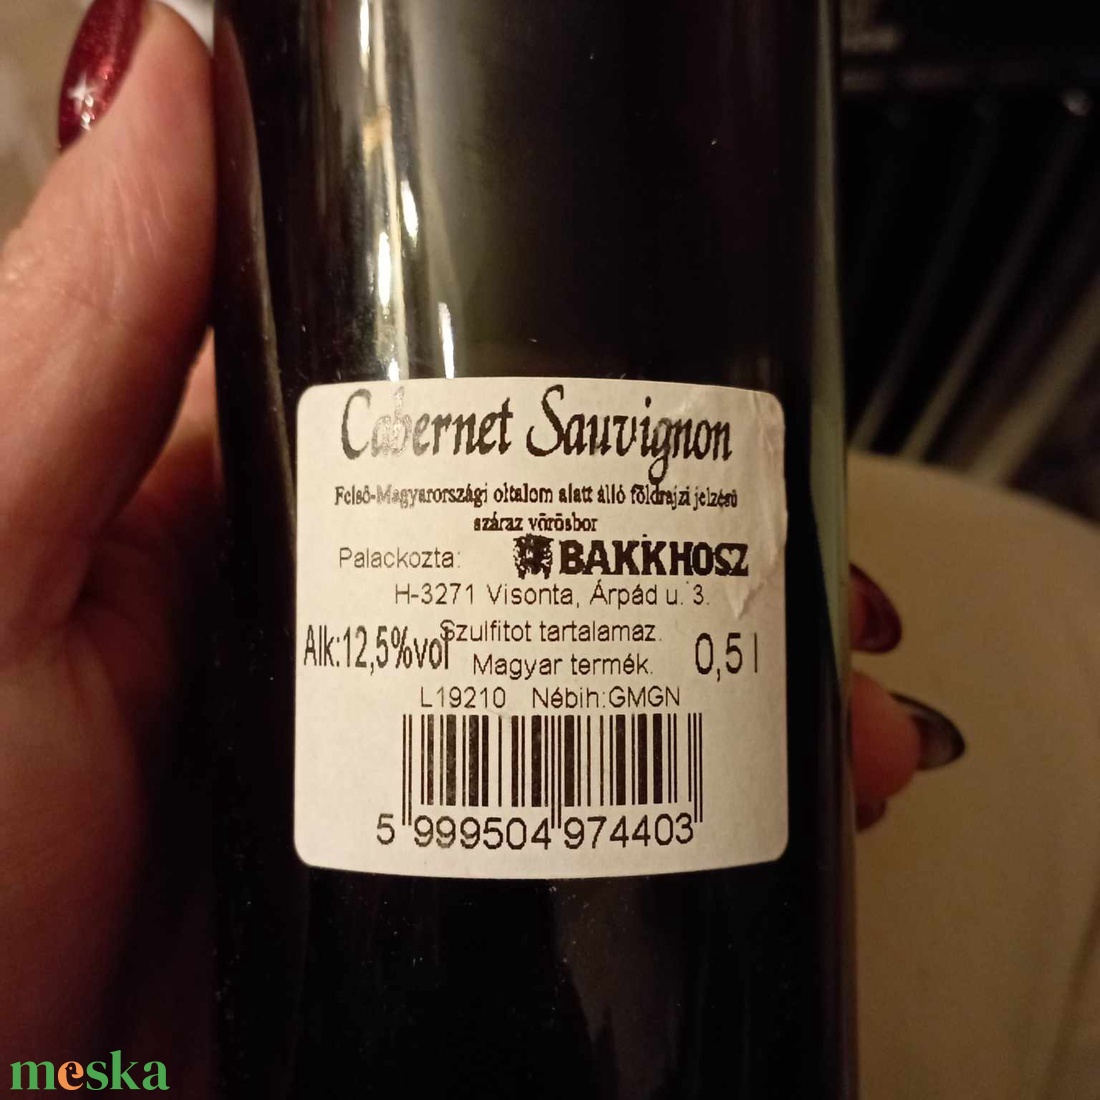 Cabernet Sauvignon
Felső-Magyarországi oltalom alatt álló földrajzi jelzésű
száraz vörösbor
Palackozta: BAKKHOSZ
H-3271 Visonta, Árpád u. 3.
Szulfitot tartalamaz.
Alk:12,5%vol Magyar termék. 0,5 l
L19210 Nébih:GMGN
5 999504 974403
meska